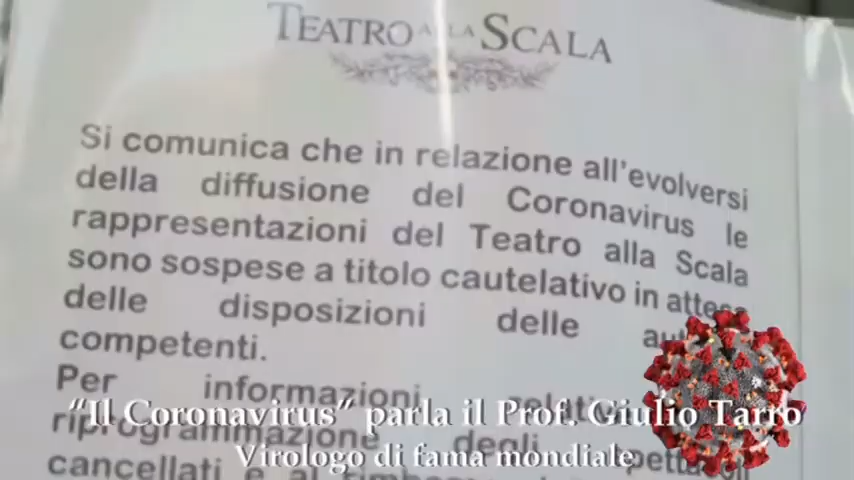 TEATRO ALLA SCALA
Si comunica che in relazione all'evolversi
della diffusione del Coronavirus le
rappresentazioni del Teatro alla Scala
sono sospese a titolo cautelativo in attesa
delle disposizioni delle
competenti.
Per informazioni
"Il Coronavirus" parla il Prof. Giulio Tarro
riprogrammazione degli
Virologo di fama mondiale
cancellati e al